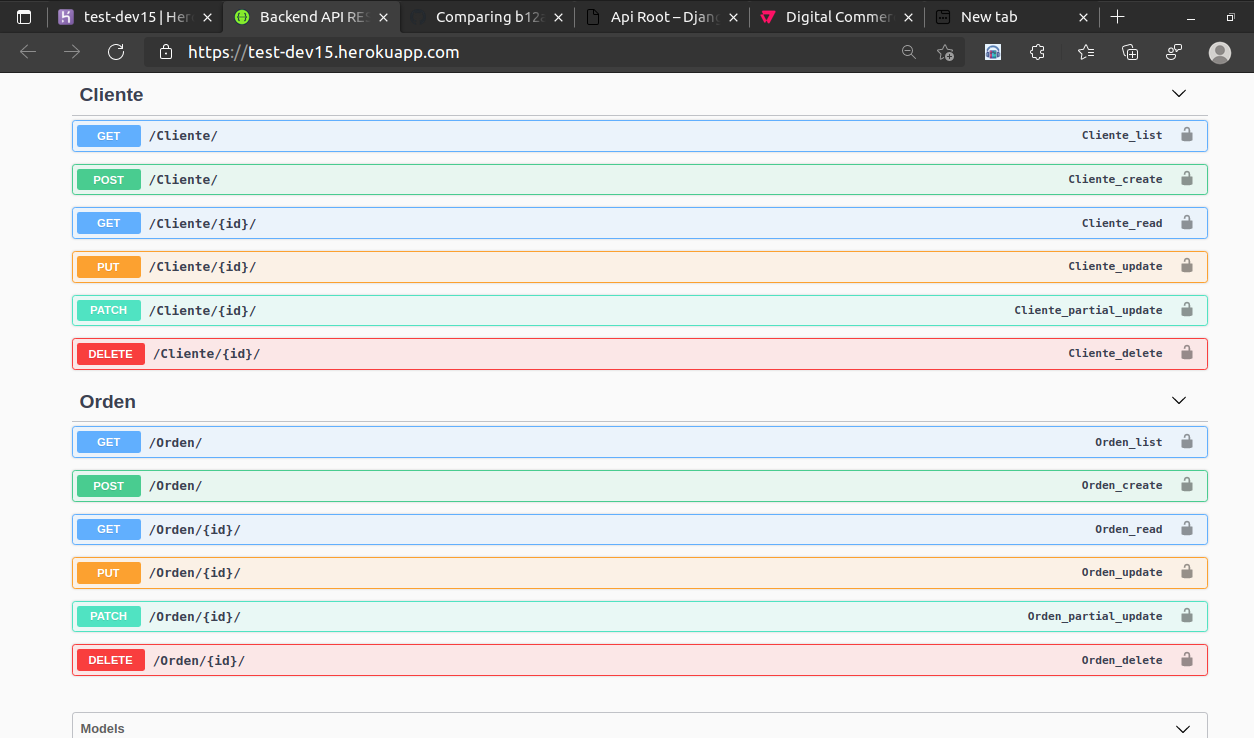 test-dev15 | Her
Backend API RES
Comparing b12
Api Root – Djan
Digital Commer
New tab
https://test-dev15.herokuapp.com
Cliente
GET /Cliente/ Cliente_list
POST /Cliente/ Cliente_create
GET /Cliente/{id}/ Cliente_read
PUT /Cliente/{id}/ Cliente_update
PATCH /Cliente/{id}/ Cliente_partial_update
DELETE /Cliente/{id}/ Cliente_delete
Orden
GET /Orden/ Orden_list
POST /Orden/ Orden_create
GET /Orden/{id}/ Orden_read
PUT /Orden/{id}/ Orden_update
PATCH /Orden/{id}/ Orden_partial_update
DELETE /Orden/{id}/ Orden_delete
Models